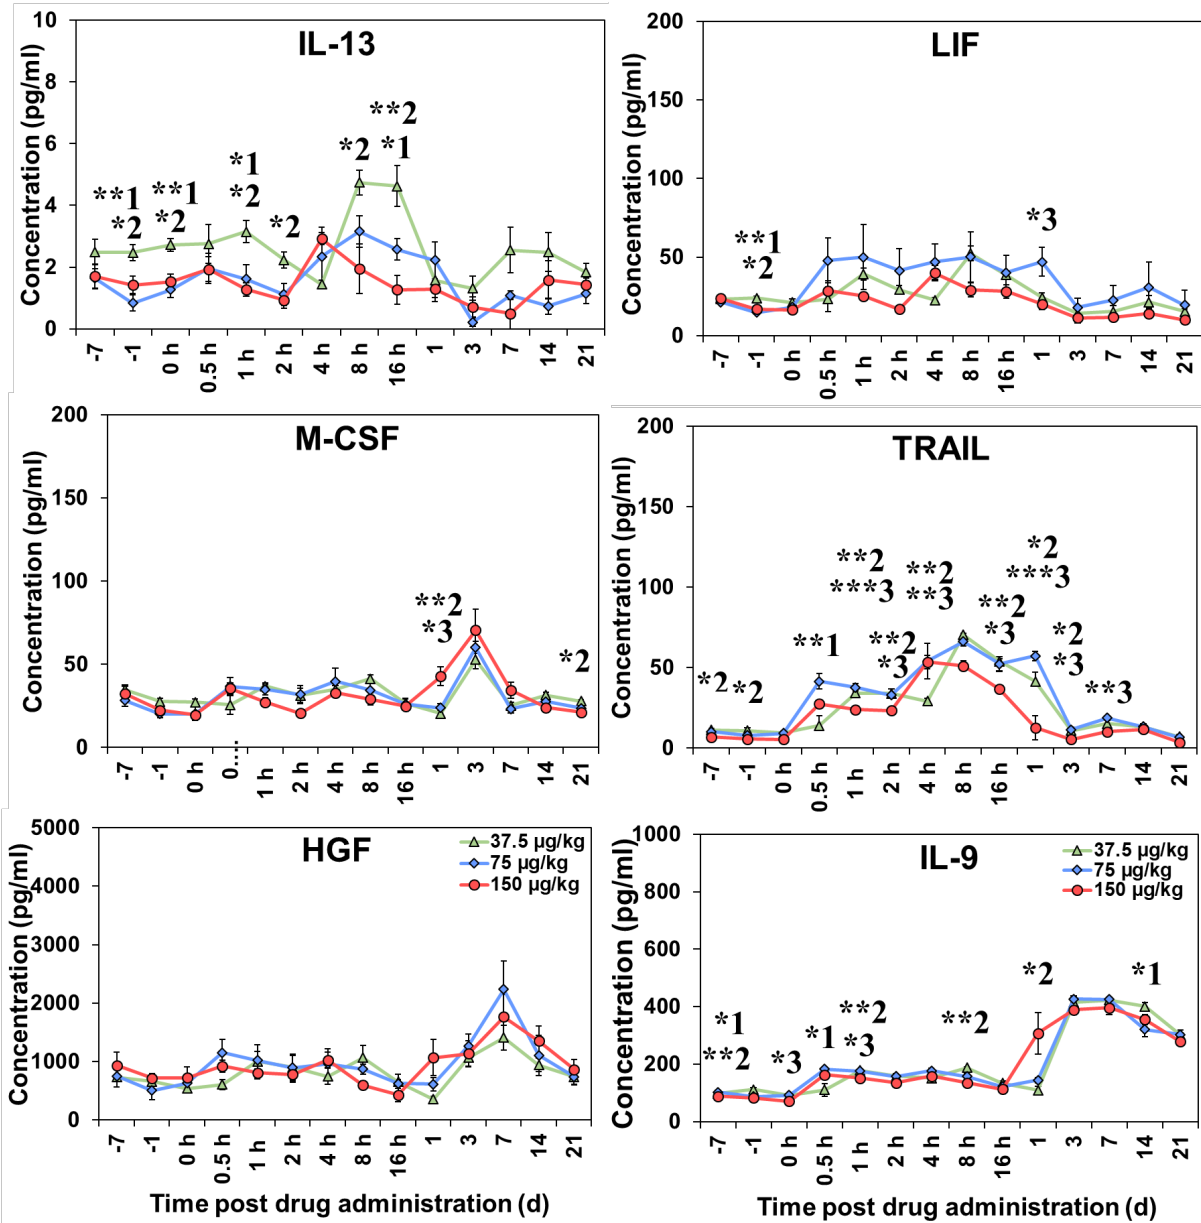 IL-13
Concentration (pg/ml)
10
8
6
4
2
0
**2
*1
*2
*1
*2
**1
*2
**1
*2
*2
-7 -1 0 h 0.5 h 1 h 2 h 4 h 8 h 16 h 1 3 7 14 21
LIF
Concentration (pg/ml)
200
150
100
50
0
**1
*2
*3
-7 -1 0 h 0.5 h 1 h 2 h 4 h 8 h 16 h 1 3 7 14 21
M-CSF
Concentration (pg/ml)
200
150
100
50
0
**2
*3
*2
-7 -1 0 h 0... 1 h 2 h 4 h 8 h 16 h 1 3 7 14 21
TRAIL
Concentration (pg/ml)
200
150
100
50
0
*2
*2
**1
**2
***3
**2
*3
**2
**3
**2
*3
*2
***3
*2
*3
**3
-7 -1 0 h 0.5 h 1 h 2 h 4 h 8 h 16 h 1 3 7 14 21
HGF
Concentration (pg/ml)
5000
4000
3000
2000
1000
0
37.5 µg/kg
75 µg/kg
150 µg/kg
-7 -1 0 h 0.5 h 1 h 2 h 4 h 8 h 16 h 1 3 7 14 21
Time post drug administration (d)
IL-9
Concentration (pg/ml)
1000
800
600
400
200
0
37.5 µg/kg
75 µg/kg
150 µg/kg
*1
**2
*3
*1
**2
*3
**2
*2
*1
-7 -1 0 h 0.5 h 1 h 2 h 4 h 8 h 16 h 1 3 7 14 21
Time post drug administration (d)